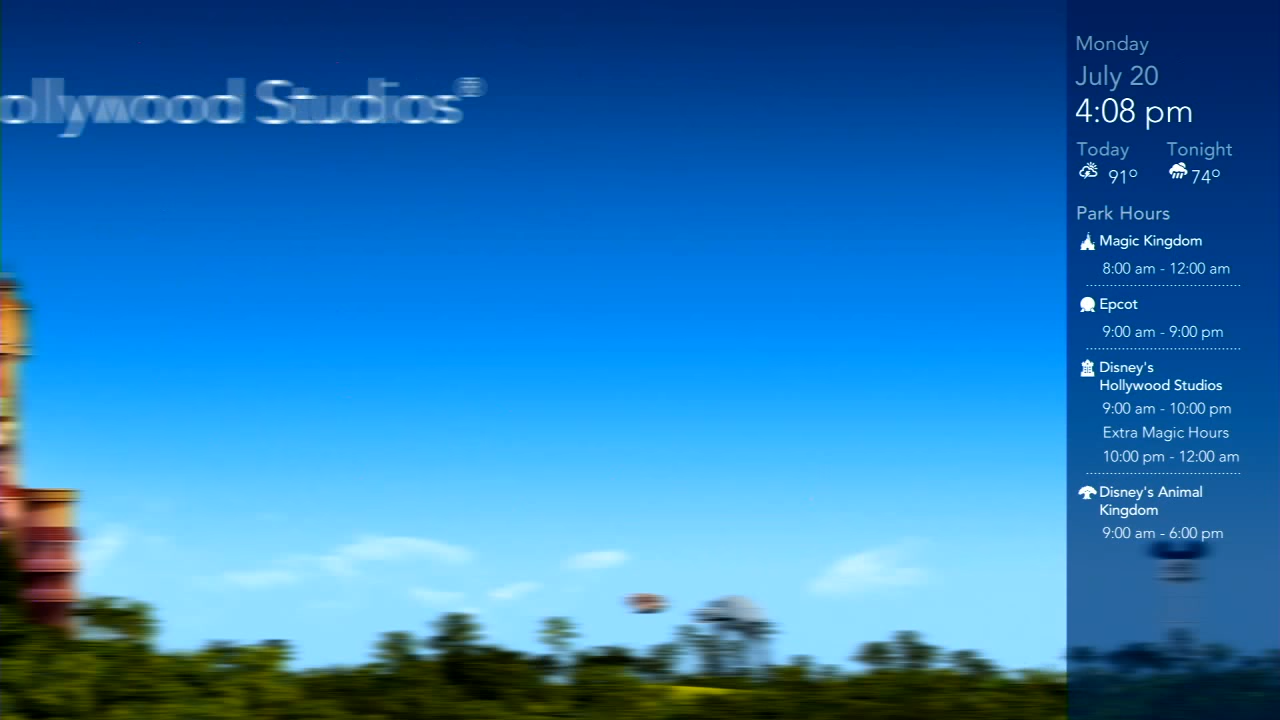 ollywood Studios®
Monday
July 20
4:08 pm
Today Tonight
91° 74°
Park Hours
Magic Kingdom
8:00 am - 12:00 am
Epcot
9:00 am - 9:00 pm
Disney's
Hollywood Studios
9:00 am - 10:00 pm
Extra Magic Hours
10:00 pm - 12:00 am
Disney's Animal
Kingdom
9:00 am - 6:00 pm